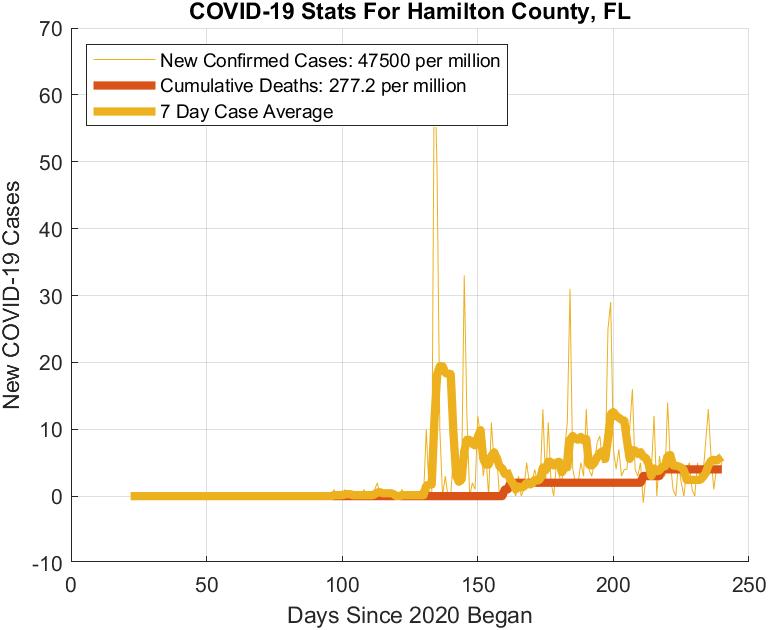 COVID-19 Stats For Hamilton County, FL
New Confirmed Cases: 47500 per million
Cumulative Deaths: 277.2 per million
7 Day Case Average
70
60
50
40
30
20
10
0
-10
New COVID-19 Cases
0 50 100 150 200 250
Days Since 2020 Began